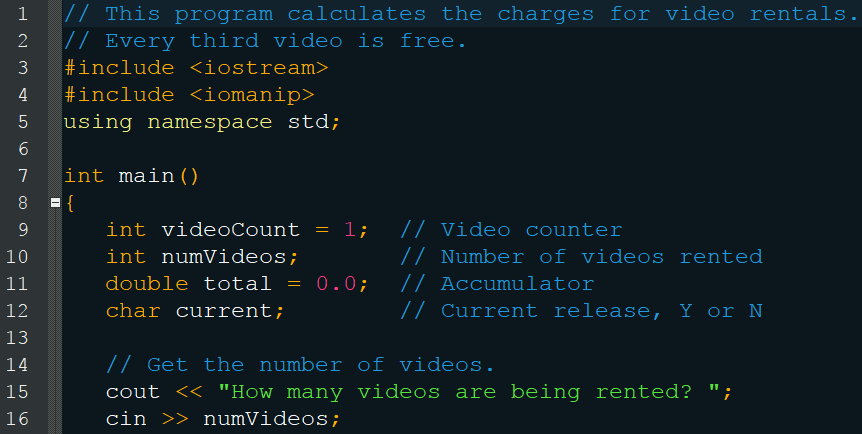 1 // This program calculates the charges for video rentals.
2 // Every third video is free.
3 #include <iostream>
4 #include <iomanip>
5 using namespace std;
6
7 int main()
8 {
9    int videoCount = 1;  // Video counter
10    int numVideos;       // Number of videos rented
11    double total = 0.0;  // Accumulator
12    char current;        // Current release, Y or N
13
14    // Get the number of videos.
15    cout << "How many videos are being rented? ";
16    cin >> numVideos;